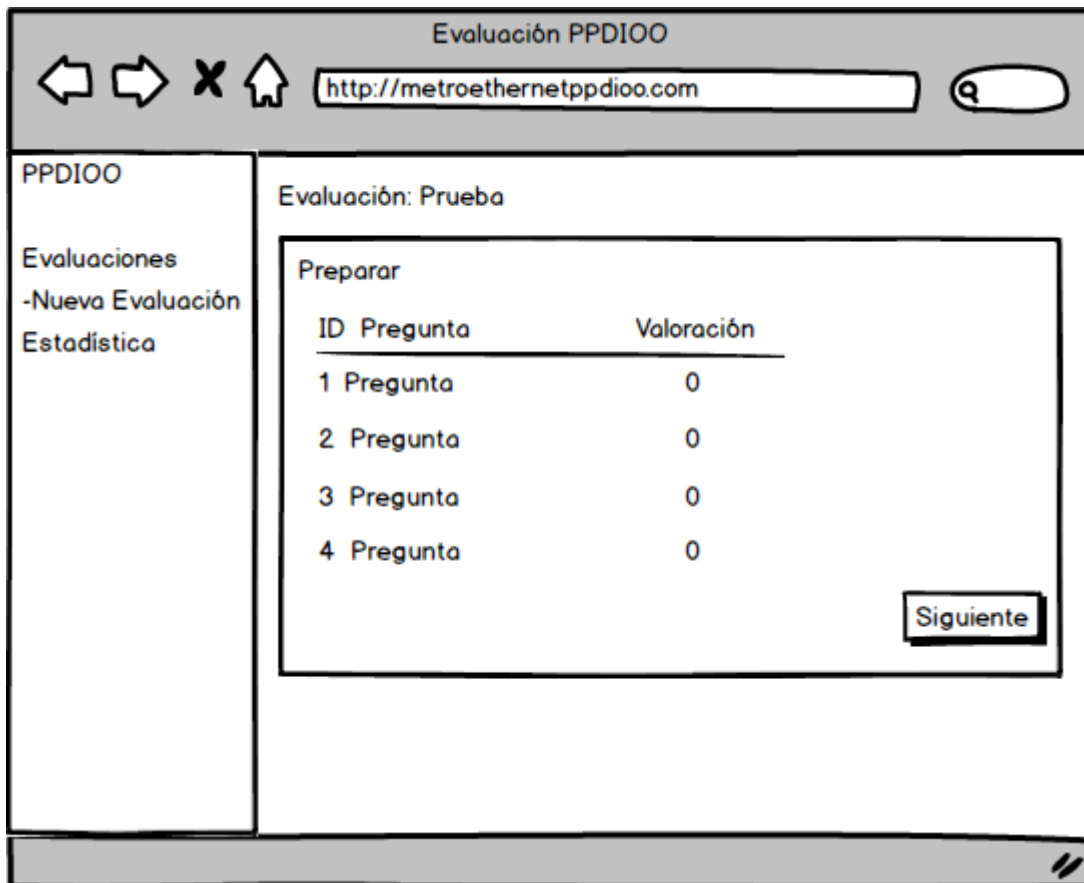 Evaluación PPDIOO
http://metroethernetppdioo.com
PPDIOO
Evaluaciones
-Nueva Evaluación
Estadística
Evaluación: Prueba
Preparar
ID Pregunta Valoración
1 Pregunta 0
2 Pregunta 0
3 Pregunta 0
4 Pregunta 0
Siguiente